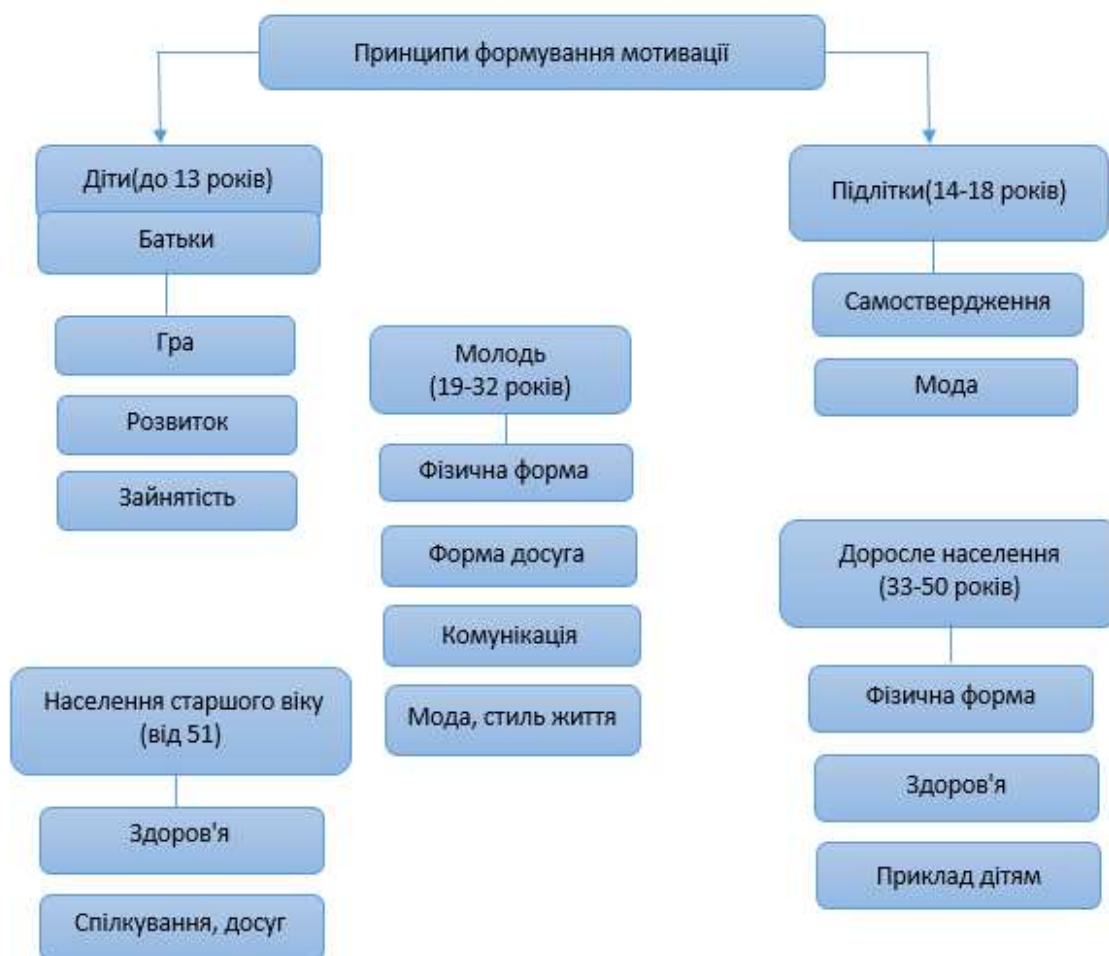 Принципи формування мотивації
Діти(до 13 років)
Батьки
Гра
Розвиток
Зайнятість
Підлітки(14-18 років)
Самоствердження
Мода
Молодь
(19-32 років)
Фізична форма
Форма досуга
Комунікація
Мода, стиль життя
Доросле населення
(33-50 років)
Фізична форма
Здоров'я
Приклад дітям
Населення старшого віку
(від 51)
Здоров'я
Спілкування, досуг